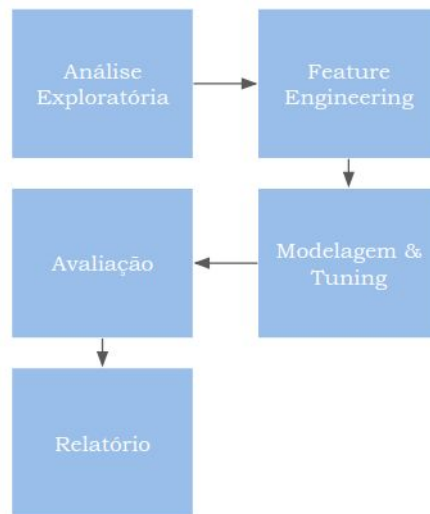 Análise
Exploratória
Feature
Engineering
Modelagem &
Tuning
Avaliação
Relatório